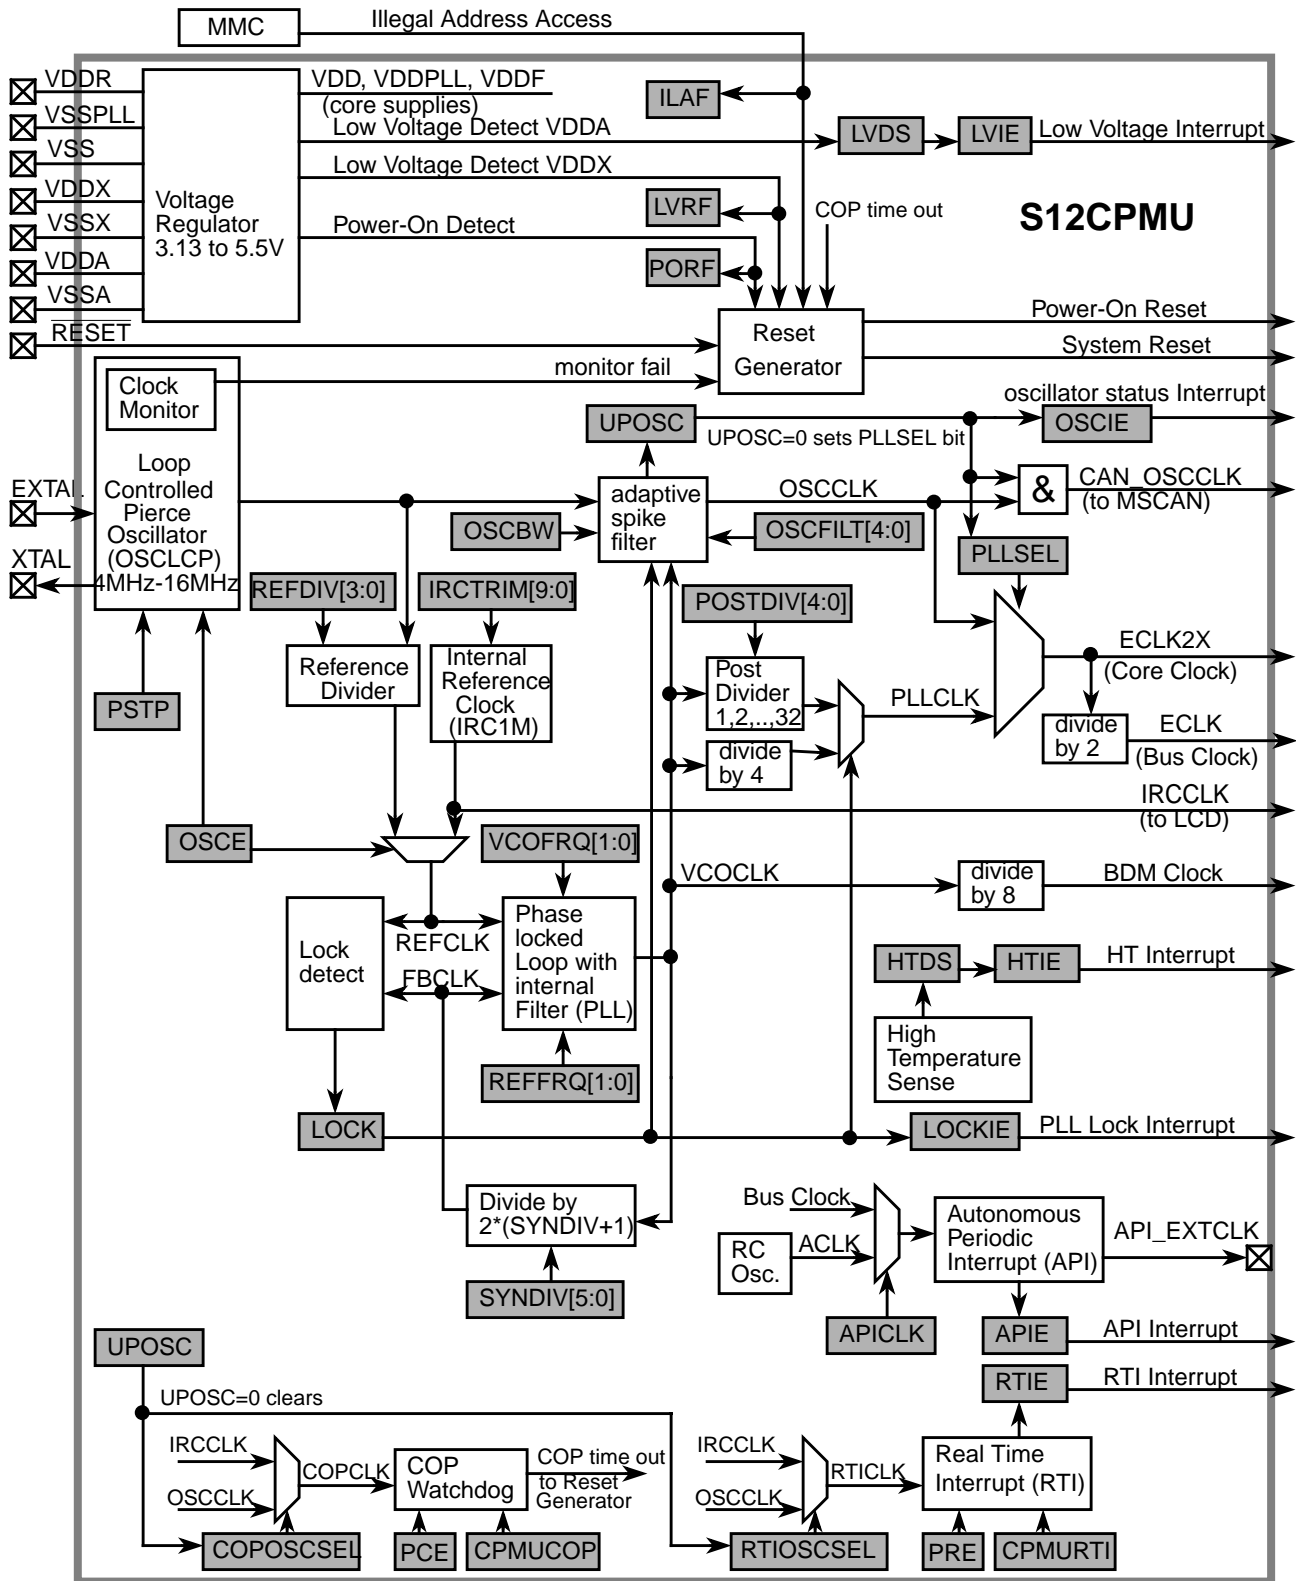 MMC
Illegal Address Access
VDDR
VSSPLL
VSS
VDDX
VSSX
VDDA
VSSA
RESET
Voltage
Regulator
3.13 to 5.5V
VDD, VDDPLL, VDDF
(core supplies)
Low Voltage Detect VDDA
Low Voltage Detect VDDX
Power-On Detect
ILAF
LVRF
PORF
LVDS
LVIE
Low Voltage Interrupt
COP time out
S12CPMU
Reset
Generator
Power-On Reset
System Reset
monitor fail
Clock
Monitor
Loop
Controlled
Pierce
Oscillator
(OSCLCP)
4MHz-16MHz
EXTAL
XTAL
UPOSC
UPOSC=0 sets PLLSEL bit
oscillator status Interrupt
OSCIE
adaptive
spike
filter
OSCCLK
&
CAN_OSCCLK
(to MSCAN)
OSCBW
OSCFILT[4:0]
PLLSEL
REFDIV[3:0]
IRCTRIM[9:0]
POSTDIV[4:0]
Reference
Divider
Internal
Reference
Clock
(IRC1M)
Post
Divider
1,2,..,32
PLLCLK
ECLK2X
(Core Clock)
PSTP
divide
by 4
divide
by 2
ECLK
(Bus Clock)
IRCCLK
(to LCD)
OSCE
VCOFRQ[1:0]
VCOCLK
divide
by 8
BDM Clock
Lock
detect
REFCLK
FBCLK
Phase
locked
Loop with
internal
Filter (PLL)
HTDS
HTIE
HT Interrupt
High
Temperature
Sense
REFFRQ[1:0]
LOCK
LOCKIE
PLL Lock Interrupt
Divide by
2*(SYNDIV+1)
SYNDIV[5:0]
Bus Clock
RC
Osc.
ACLK
Autonomous
Periodic
Interrupt (API)
API_EXTCLK
APICLK
APIE
API Interrupt
UPOSC
RTIE
RTI Interrupt
UPOSC=0 clears
IRCCLK
OSCCLK
COPCLK
COP
Watchdog
COP time out
to Reset
Generator
IRCCLK
OSCCLK
RTICLK
Real Time
Interrupt (RTI)
COPOSCSEL
PCE
CPMUCOP
RTIOSCSEL
PRE
CPMURTI